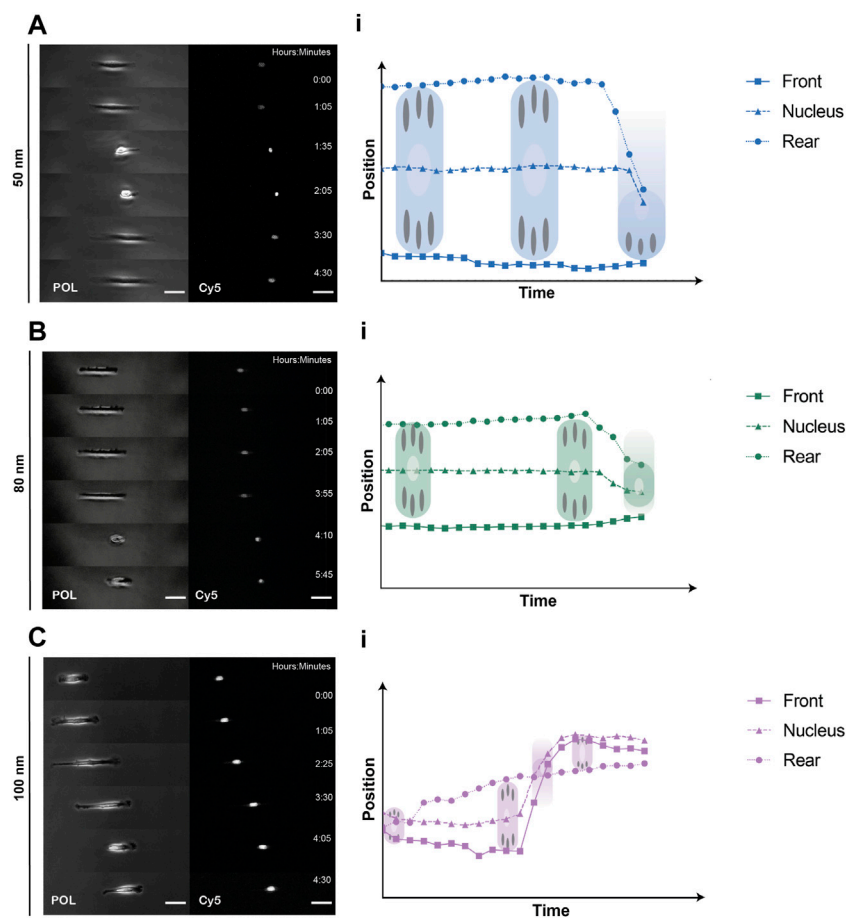 A
i
50 nm
Hours:Minutes
0:00
1:05
1:35
2:05
3:30
4:30
POL
Cy5
Position
Time
Front
Nucleus
Rear
B
i
80 nm
Hours:Minutes
0:00
1:05
2:05
3:55
4:10
5:45
POL
Cy5
Position
Time
Front
Nucleus
Rear
C
i
100 nm
Hours:Minutes
0:00
1:05
2:25
3:30
4:05
4:30
POL
Cy5
Position
Time
Front
Nucleus
Rear